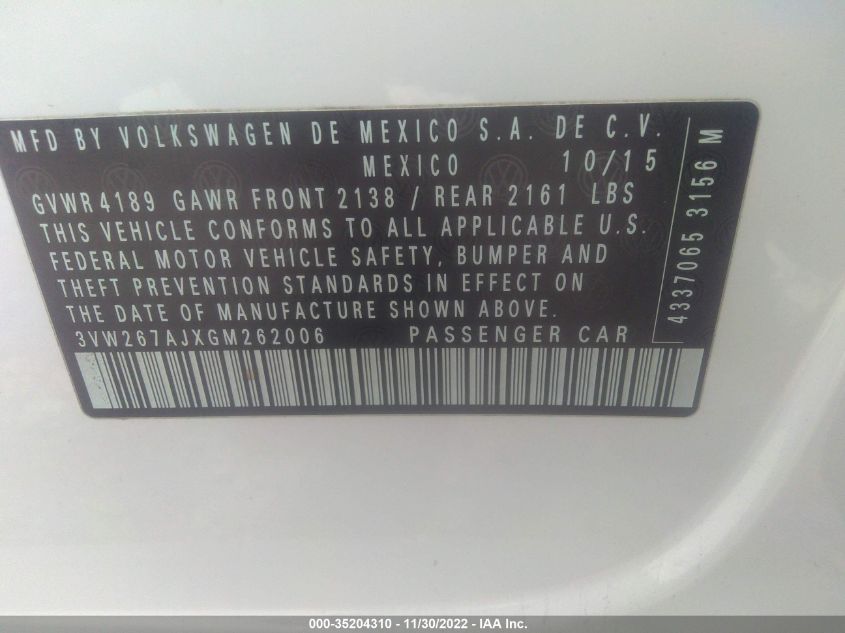 MFD BY VOLKSWAGEN DE MEXICO S.A. DE C.V.
MEXICO 10/15
GVWR 4189 GAWR FRONT 2138 / REAR 2161 LBS
THIS VEHICLE CONFORMS TO ALL APPLICABLE U.S.
FEDERAL MOTOR VEHICLE SAFETY, BUMPER AND
THEFT PREVENTION STANDARDS IN EFFECT ON
THE DATE OF MANUFACTURE SHOWN ABOVE.
3VW267AJXGM262006 PASSENGER CAR
4337065 3156 M
000-35204310 - 11/30/2022 - IAA Inc.